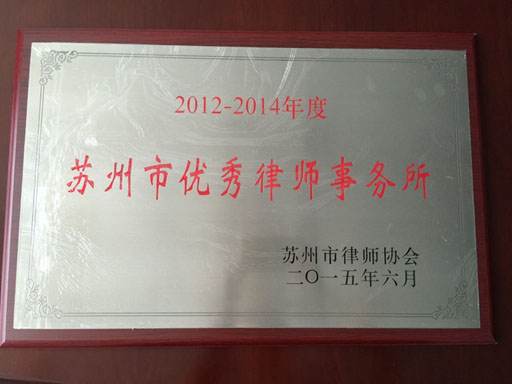 2012-2014年度
苏州市优秀律师事务所
苏州市律师协会
二〇一五年六月